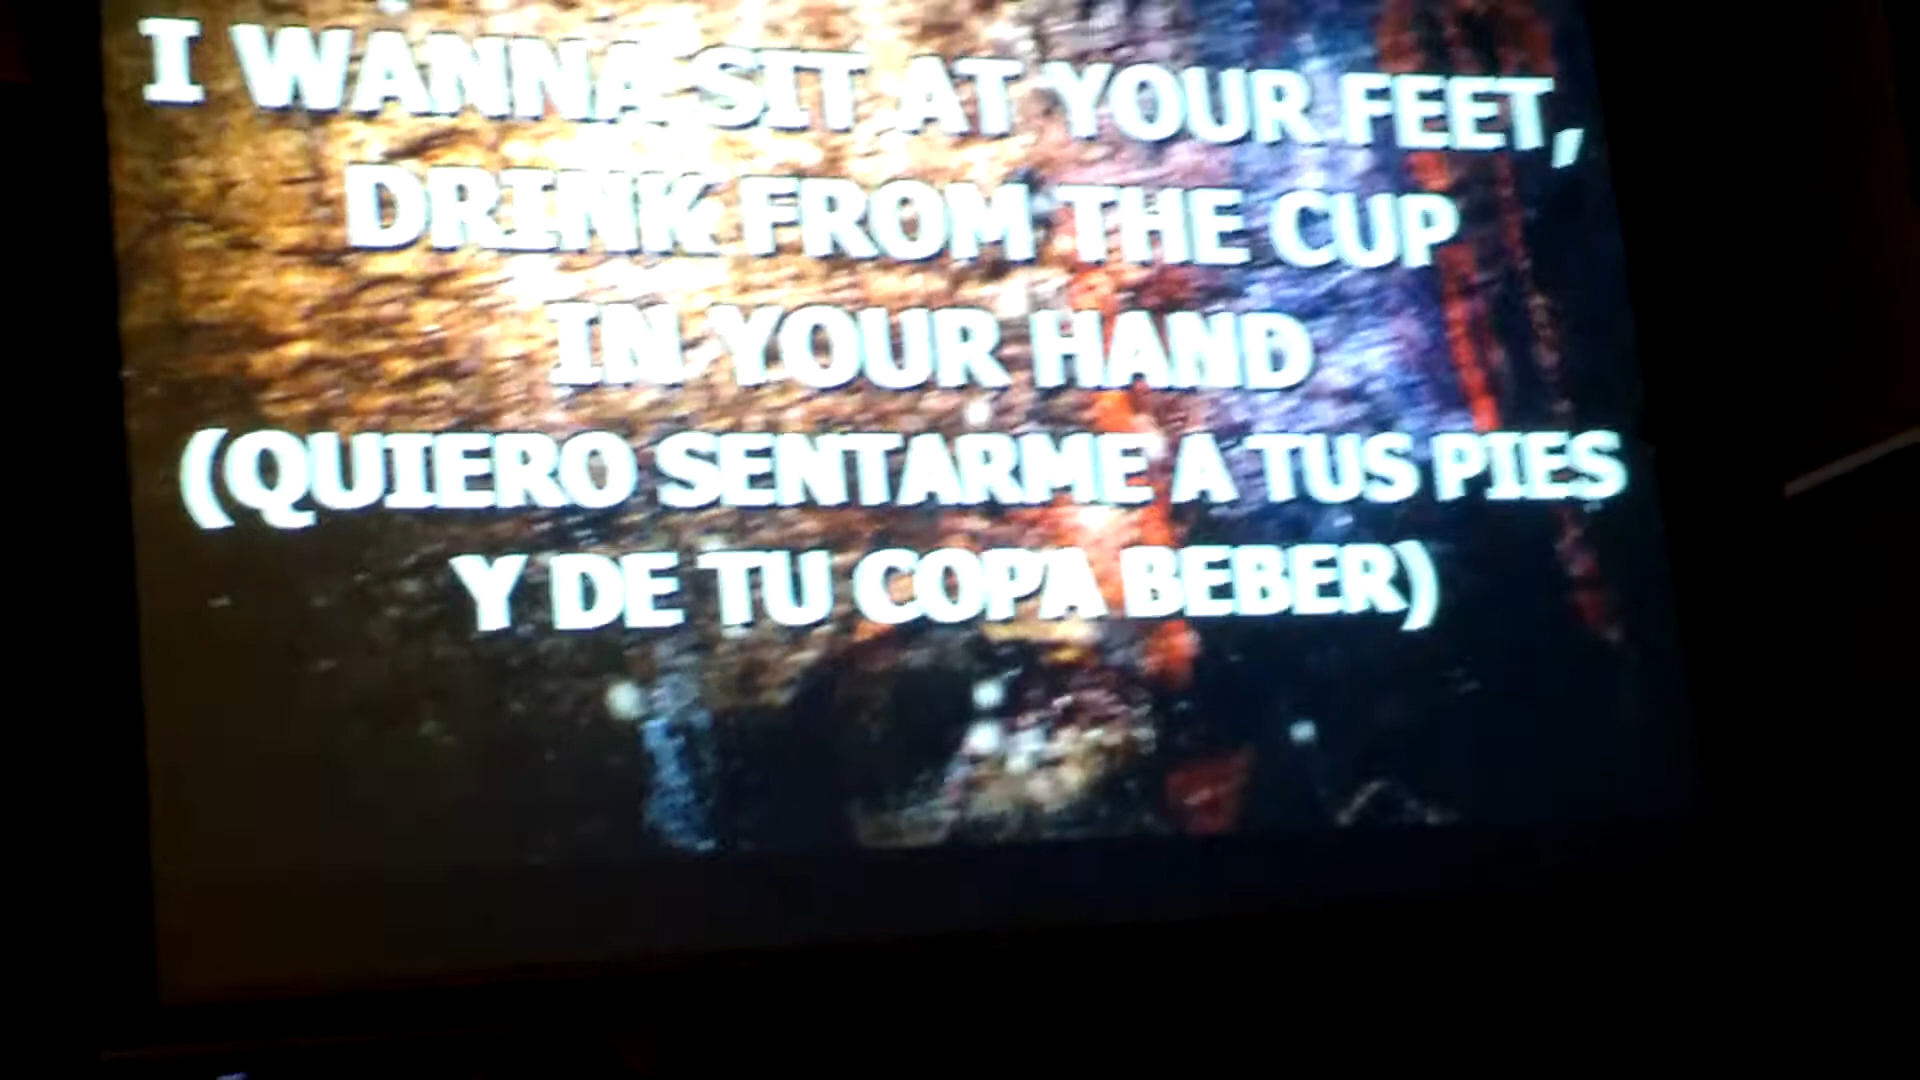 I WANNA SIT AT YOUR FEET,
DRINK FROM THE CUP
IN YOUR HAND
(QUIERO SENTARME A TUS PIES
Y DE TU COPA BEBER)